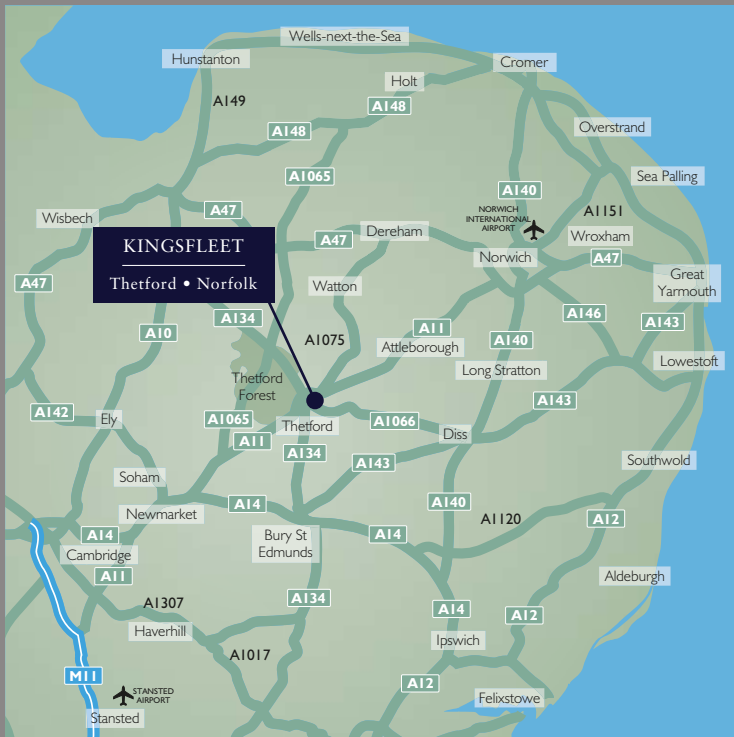 Wells-next-the-Sea
Hunstanton
Cromer
Holt
A149
A148
A148
Overstrand
A1065
Sea Palling
A140
Wisbech
A47
NORWICH
INTERNATIONAL
AIRPORT
A1151
Dereham
Wroxham
A47
KINGSFLEET
Thetford • Norfolk
Norwich
A47
A47
Great
Yarmouth
Watton
A134
A10
A1075
A11
Attleborough
A146
A143
A140
Long Stratton
Lowestoft
Thetford
Forest
A142
Ely
A1065
A11
Thetford
A1066
A143
Diss
A134
A143
Southwold
Soham
Newmarket
A14
A140
A1120
A12
A14
Cambridge
Bury St
Edmunds
A14
A11
Aldeburgh
A1307
A134
A14
A12
Haverhill
Ipswich
A1017
M11
A12
STANSTED
AIRPORT
Stansted
Felixstowe